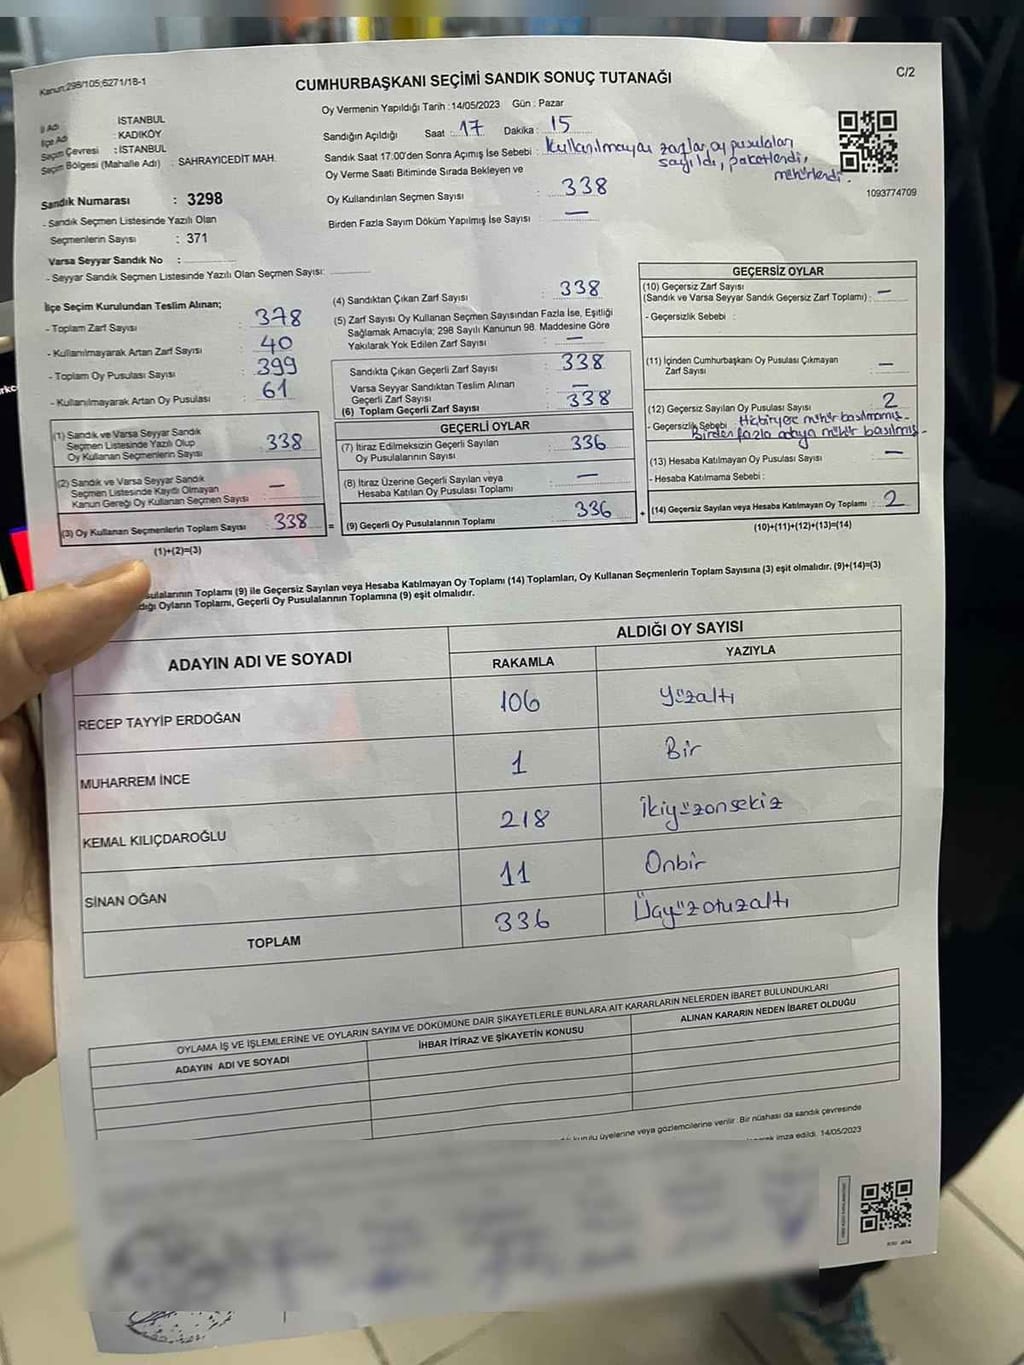 Kanun:298/105;6271/18-1
CUMHURBAŞKANI SEÇİMİ SANDIK SONUÇ TUTANAĞI
C/2
Oy Vermenin Yapıldığı Tarih : 14/05/2023 Gün : Pazar
İl Adı : İSTANBUL
İlçe Adı : KADIKÖY
Seçim Çevresi : İSTANBUL
Seçim Bölgesi (Mahalle Adı) : SAHRAYICEDİT MAH.
Sandığın Açıldığı Saat : 17 Dakika : 15
Sandık Saat 17:00'den Sonra Açımış İse Sebebi : Kullanılmayan zarflar, oy pusulaları
sayıldı, paketlendi,
mühürlendi.
Oy Verme Saati Bitiminde Sırada Bekleyen ve
Oy Kullandırılan Seçmen Sayısı : 338
Birden Fazla Sayım Döküm Yapılmış İse Sayısı : —
1093774709
Sandık Numarası : 3298
- Sandık Seçmen Listesinde Yazılı Olan
Seçmenlerin Sayısı : 371
Varsa Seyyar Sandık No :
- Seyyar Sandık Listesinde Yazılı Olan Seçmen Sayısı:
İlçe Seçim Kurulundan Teslim Alınan;
- Toplam Zarf Sayısı : 378
- Kullanılmayarak Artan Zarf Sayısı : 40
- Toplam Oy Pusulası Sayısı : 399
- Kullanılmayarak Artan Oy Pusulası : 61
(1) Sandık ve Varsa Seyyar Sandık
Seçmen Listesinde Yazılı Olup
Oy Kullanan Seçmenlerin Sayısı : 338
(2) Sandık ve Varsa Seyyar Sandık
Seçmen Listesinde Kaydı Olmayan
Kanun Gereği Oy Kullanan Seçmen Sayısı : —
(3) Oy Kullanan Seçmenlerin Toplam Sayısı : 338 =
(1)+(2)=(3)
(4) Sandıktan Çıkan Zarf Sayısı : 338
(5) Zarf Sayısı Oy Kullanan Seçmen Sayısından Fazla İse, Eşitliği
Sağlamak Amacıyla; 298 Sayılı Kanunun 98. Maddesine Göre
Yakılarak Yok Edilen Zarf Sayısı : —
Sandıkta Çıkan Geçerli Zarf Sayısı : 338
Varsa Seyyar Sandıktan Teslim Alınan
Geçerli Zarf Sayısı : —
(6) Toplam Geçerli Zarf Sayısı : 338
GEÇERLİ OYLAR
(7) İtiraz Edilmeksizin Geçerli Sayılan
Oy Pusulalarının Sayısı : 336
(8) İtiraz Üzerine Geçerli Sayılan veya
Hesaba Katılan Oy Pusulası Toplamı : —
(9) Geçerli Oy Pusulalarının Toplamı : 336 +
GEÇERSİZ OYLAR
(10) Geçersiz Zarf Sayısı
(Sandık ve Varsa Seyyar Sandık Geçersiz Zarf Toplamı) : —
- Geçersizlik Sebebi :
(11) İçinden Cumhurbaşkanı Oy Pusulası Çıkmayan
Zarf Sayısı : —
(12) Geçersiz Sayılan Oy Pusulası Sayısı : 2
- Geçersizlik Sebebi : Hiçbiryere mühür basılmamış -
Birden fazla adaya mühür basılmış -
(13) Hesaba Katılmayan Oy Pusulası Sayısı : —
- Hesaba Katılmama Sebebi :
(14) Geçersiz Sayılan veya Hesaba Katılmayan Oy Toplamı : 2
(10)+(11)+(12)+(13)=(14)
sulalarının Toplamı (9) ile Geçersiz Sayılan veya Hesaba Katılmayan Oy Toplamı (14) Toplamları, Oy Kullanan Seçmenlerin Toplam Sayısına (3) eşit olmalıdır. (9)+(14)=(3)
dığı Oyların Toplamı, Geçerli Oy Pusulalarının Toplamına (9) eşit olmalıdır.
ADAYIN ADI VE SOYADI
ALDIĞI OY SAYISI
RAKAMLA YAZIYLA
RECEP TAYYİP ERDOĞAN 106 Yüzaltı
MUHARREM İNCE 1 Bir
KEMAL KILIÇDAROĞLU 218 İkiyüzonsekiz
SİNAN OĞAN 11 Onbir
TOPLAM 336 Üçyüzotuzaltı
OYLAMA İŞ VE İŞLEMLERİNE VE OYLARIN SAYIM VE DÖKÜMÜNE DAİR ŞİKAYETLERLE BUNLARA AİT KARARLARIN NELERDEN İBARET BULUNDUKLARI
ADAYIN ADI VE SOYADI İHBAR İTİRAZ VE ŞİKAYETİN KONUSU ALINAN KARARIN NEDEN İBARET OLDUĞU
kurulu üyelerine veya gözlemcilerine verilir. Bir nüshası da sandık çevresinde
imza edildi. 14/05/2023